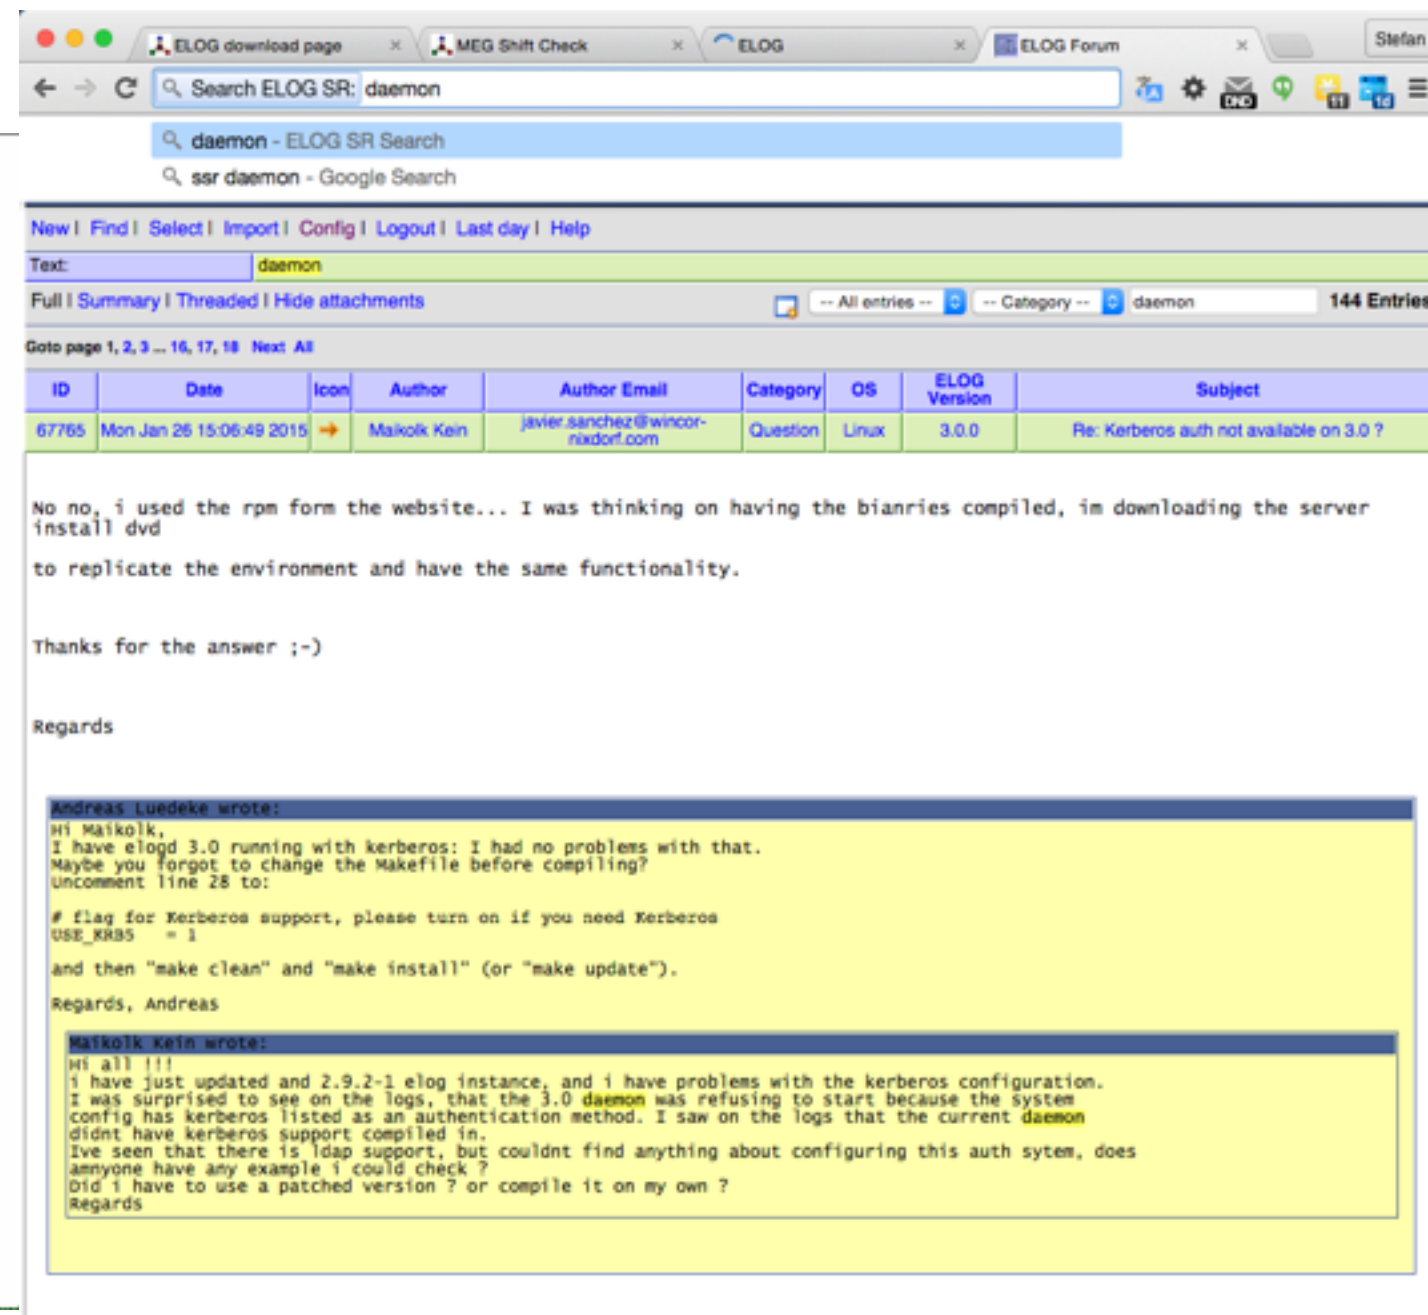 ELOG download page × MEG Shift Check × ELOG × ELOG Forum × Stefan
Search ELOG SR: daemon DND 11 1d
daemon - ELOG SR Search
ssr daemon - Google Search
New | Find | Select | Import | Config | Logout | Last day | Help
Text: daemon
Full | Summary | Threaded | Hide attachments -- All entries -- -- Category -- daemon 144 Entries
Goto page 1, 2, 3 ... 16, 17, 18 Next All
ID Date Icon Author Author Email Category OS ELOG Version Subject
67765 Mon Jan 26 15:06:49 2015 Maikolk Kein javier.sanchez@wincor-nixdorf.com Question Linux 3.0.0 Re: Kerberos auth not available on 3.0 ?
No no, i used the rpm form the website... I was thinking on having the bianries compiled, im downloading the server
install dvd
to replicate the environment and have the same functionality.
Thanks for the answer ;-)
Regards
Andreas Luedeke wrote:
Hi Maikolk,
I have elogd 3.0 running with kerberos: I had no problems with that.
Maybe you forgot to change the Makefile before compiling?
Uncomment line 28 to:
# flag for Kerberos support, please turn on if you need Kerberos
USE_KRB5 = 1
and then "make clean" and "make install" (or "make update").
Regards, Andreas
Maikolk Kein wrote:
Hi all !!!
i have just updated and 2.9.2-1 elog instance, and i have problems with the kerberos configuration.
I was surprised to see on the logs, that the 3.0 daemon was refusing to start because the system
config has kerberos listed as an authentication method. I saw on the logs that the current daemon
didnt have kerberos support compiled in.
Ive seen that there is ldap support, but couldnt find anything about configuring this auth sytem, does
amnyone have any example i could check ?
Did i have to use a patched version ? or compile it on my own ?
Regards